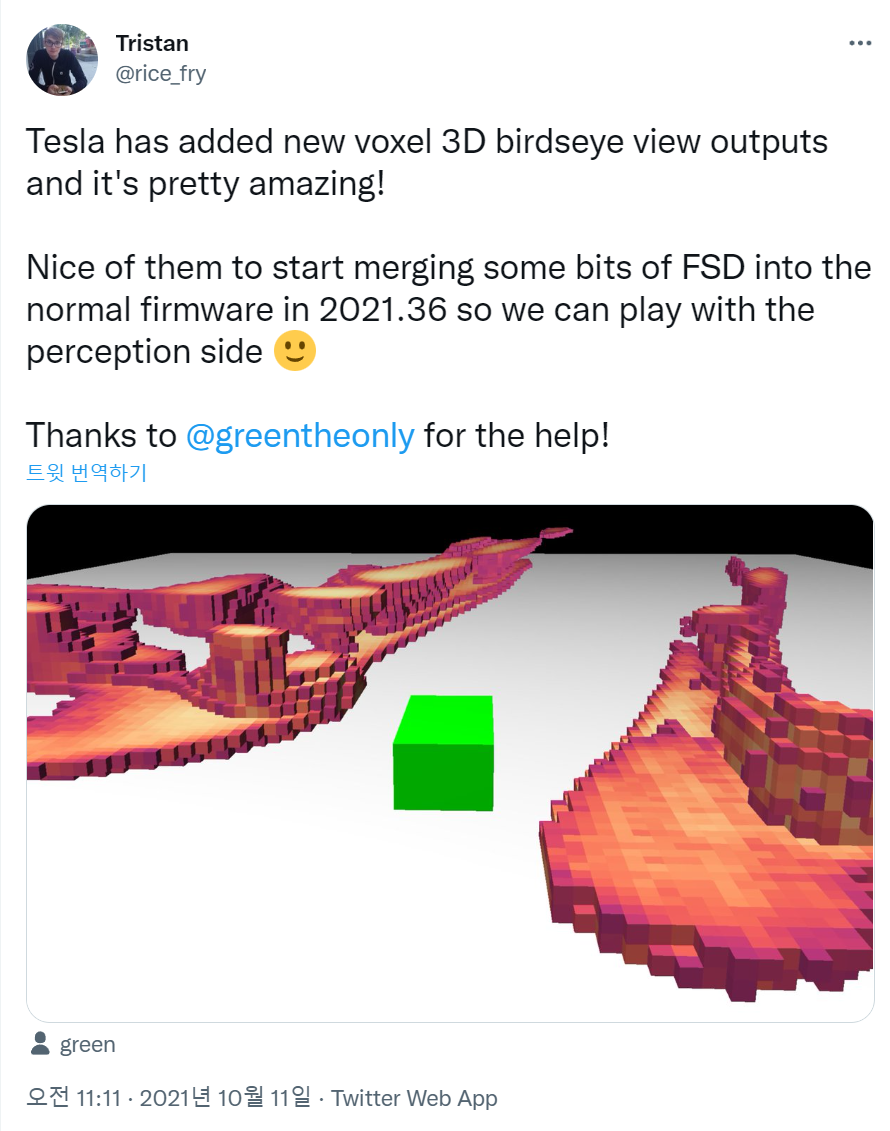 Tristan
@rice_fry
Tesla has added new voxel 3D birdseye view outputs
and it's pretty amazing!
Nice of them to start merging some bits of FSD into the
normal firmware in 2021.36 so we can play with the
perception side 🙂
Thanks to @greentheonly for the help!
트윗 번역하기
green
오전 11:11 · 2021년 10월 11일 · Twitter Web App